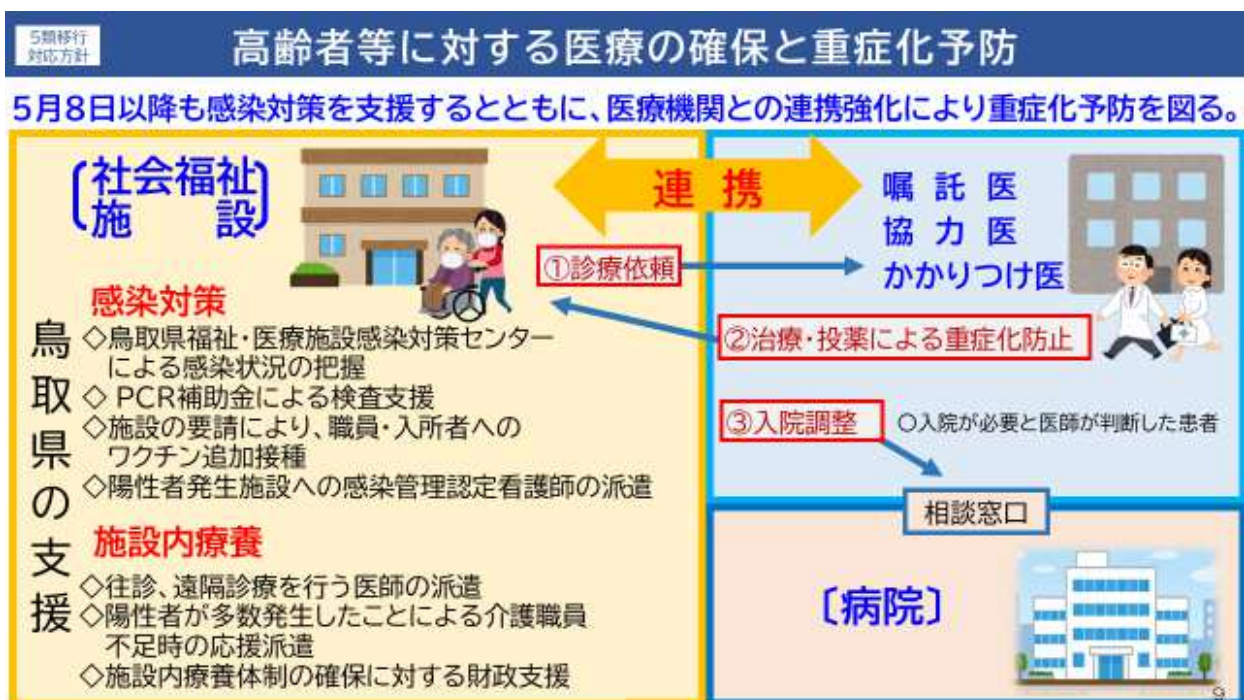 5類移行
対応方針
高齢者等に対する医療の確保と重症化予防
5月8日以降も感染対策を支援するとともに、医療機関との連携強化により重症化予防を図る。
社会福祉
施設
連携
嘱託医
協力医
かかりつけ医
①診療依頼
②治療・投薬による重症化防止
③入院調整
○入院が必要と医師が判断した患者
相談窓口
〔病院〕
鳥取県の支援
感染対策
◇鳥取県福祉・医療施設感染対策センター
による感染状況の把握
◇PCR補助金による検査支援
◇施設の要請により、職員・入所者への
ワクチン追加接種
◇陽性者発生施設への感染管理認定看護師の派遣
施設内療養
◇往診、遠隔診療を行う医師の派遣
◇陽性者が多数発生したことによる介護職員
不足時の応援派遣
◇施設内療養体制の確保に対する財政支援
9